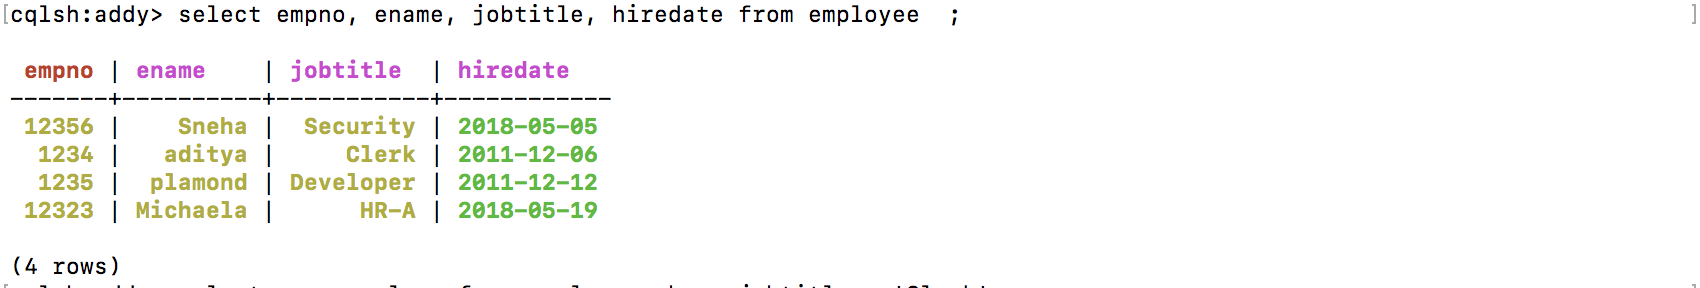 [cqlsh:addy> select empno, ename, jobtitle, hiredate from employee  ; ]
empno | ename    | jobtitle  | hiredate
-------+----------+-----------+------------
12356 |    Sneha |  Security | 2018-05-05
1234 |   aditya |     Clerk | 2011-12-06
1235 |  plamond | Developer | 2011-12-12
12323 | Michaela |      HR-A | 2018-05-19
(4 rows)